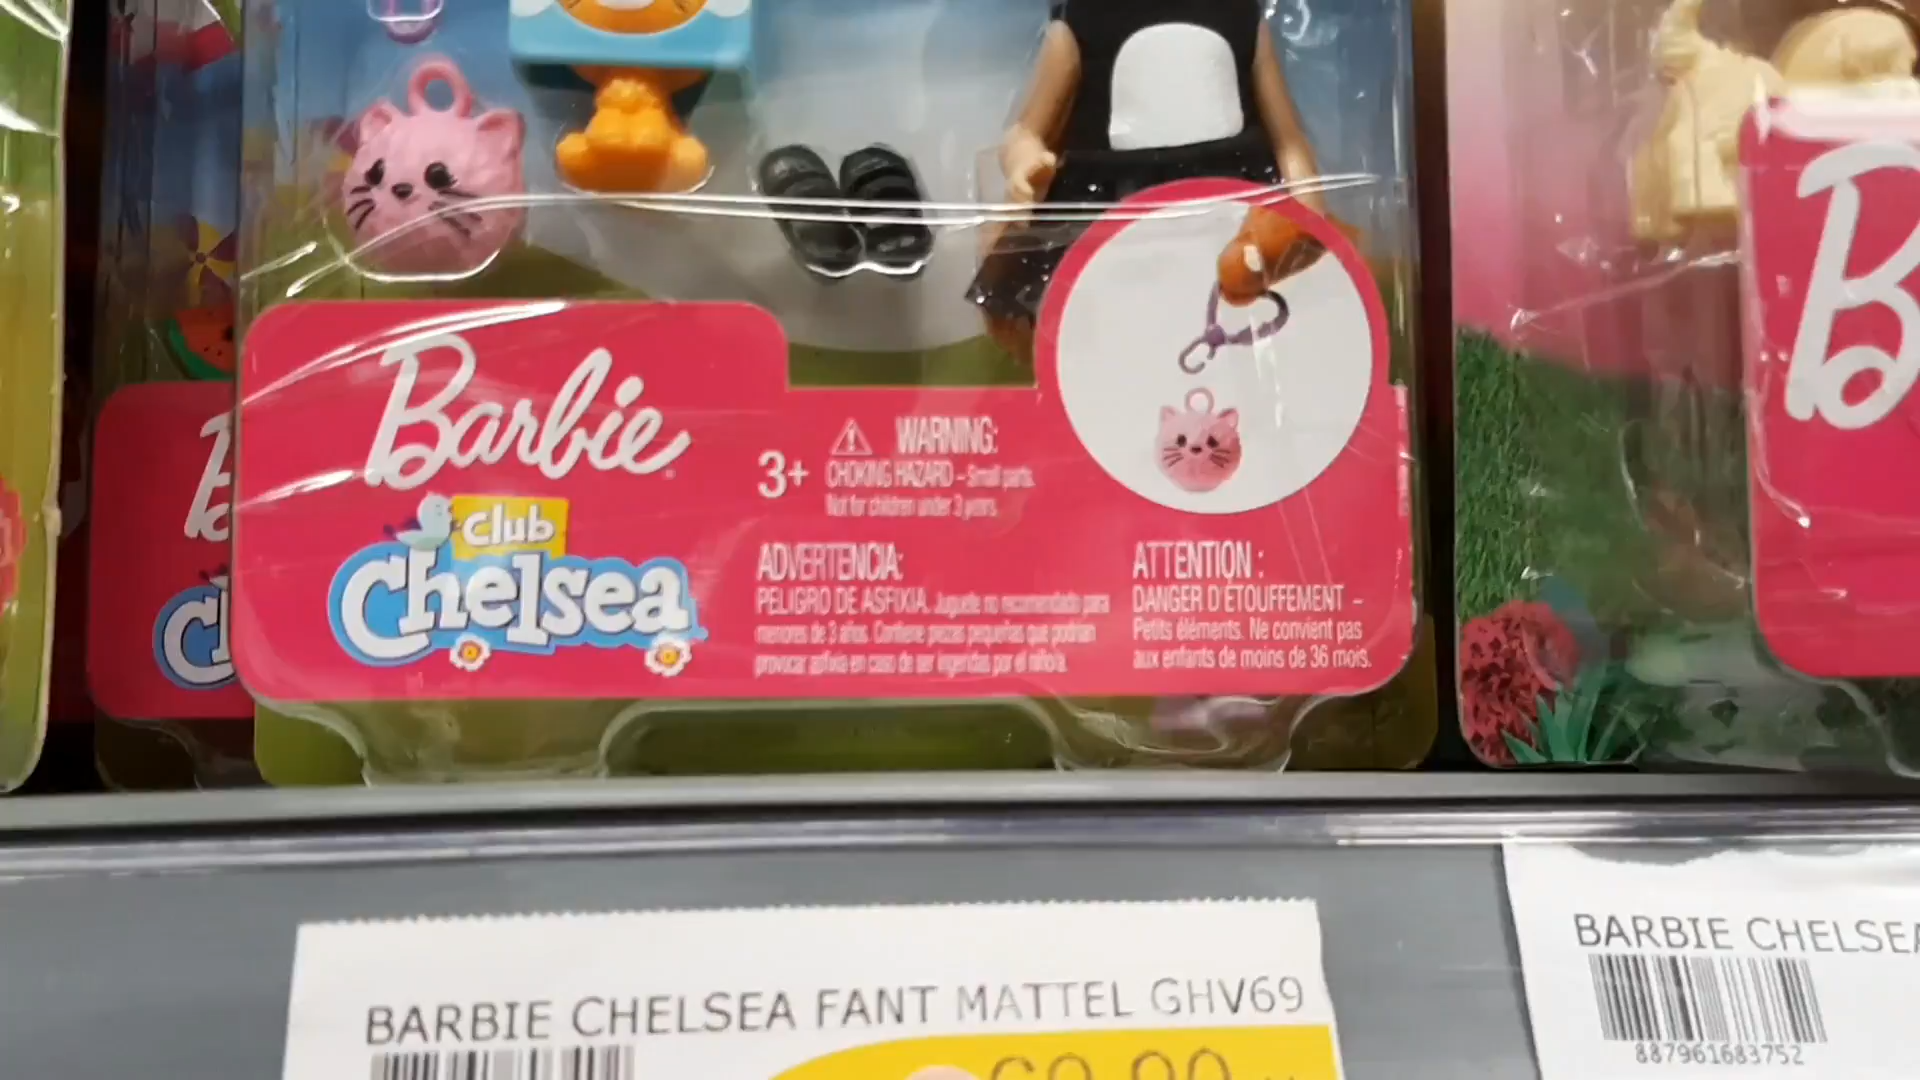 Barbie
Club
Chelsea
3+
WARNING:
CHOKING HAZARD – Small parts.
Not for children under 3 years.
ADVERTENCIA:
PELIGRO DE ASFIXIA. Juguete no recomendado para
menores de 3 años. Contiene piezas pequeñas que podrían
provocar asfixia en caso de ser ingeridas por el niño/a.
ATTENTION :
DANGER D'ÉTOUFFEMENT –
Petits éléments. Ne convient pas
aux enfants de moins de 36 mois.
B
Cl
B
BARBIE CHELSEA FANT MATTEL GHV69
BARBIE CHELSEA
887961683752